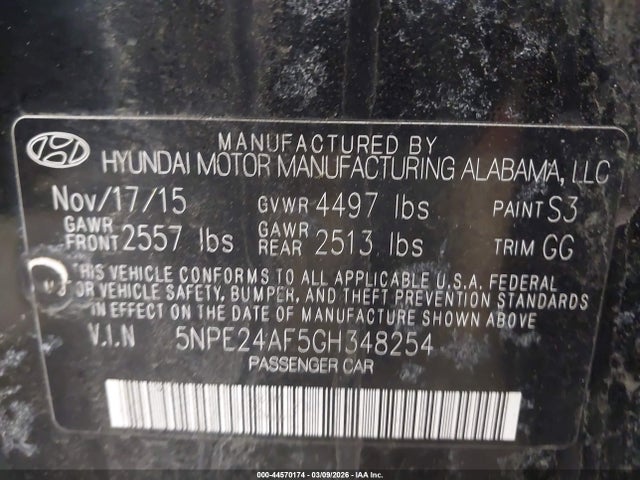 MANUFACTURED BY
HYUNDAI MOTOR MANUFACTURING ALABAMA, LLC
Nov/17/15 GVWR 4497 lbs PAINT S3
GAWR FRONT 2557 lbs GAWR REAR 2513 lbs TRIM GG
THIS VEHICLE CONFORMS TO ALL APPLICABLE U.S.A. FEDERAL
MOTOR VEHICLE SAFETY, BUMPER, AND THEFT PREVENTION STANDARDS
IN EFFECT ON THE DATE OF MANUFACTURE SHOWN ABOVE
V.I.N 5NPE24AF5GH348254
PASSENGER CAR
000-44570174 | 03/09/2026 - IAA Inc.